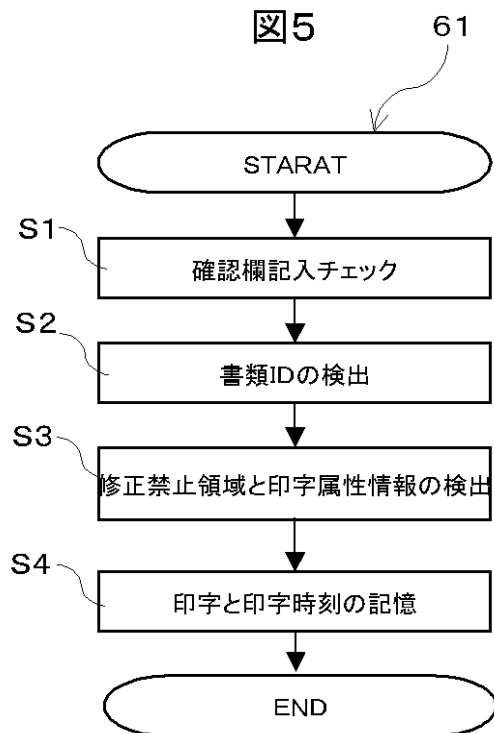 図5
61
STARAT
S1
確認欄記入チェック
S2
書類IDの検出
S3
修正禁止領域と印字属性情報の検出
S4
印字と印字時刻の記憶
END